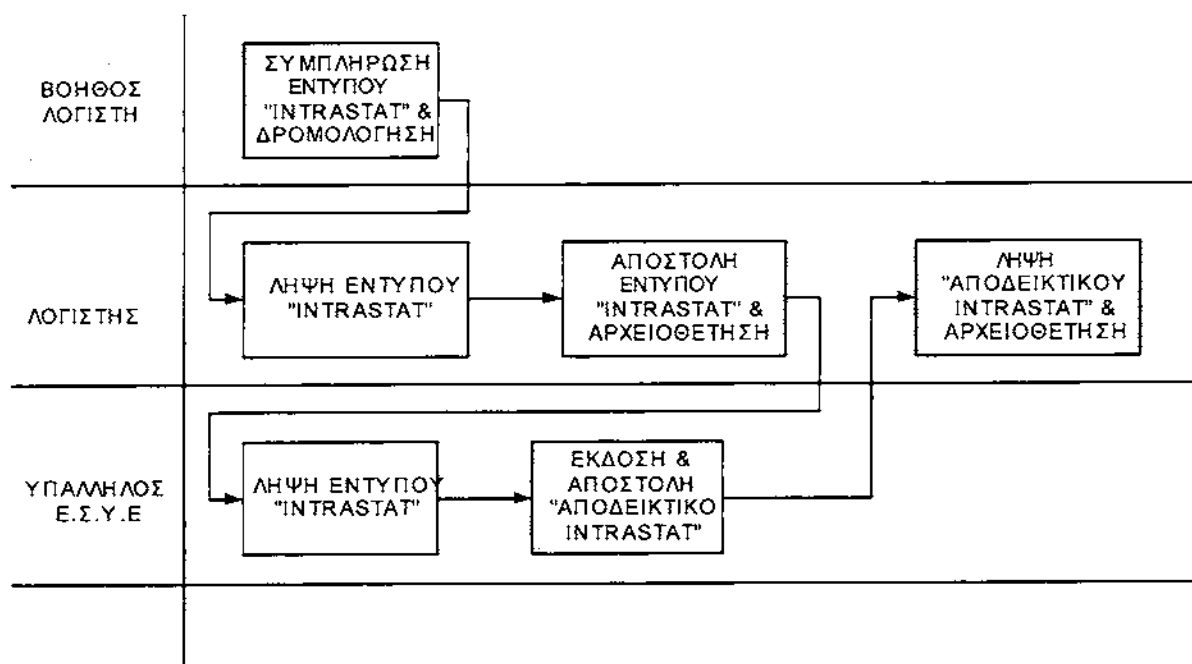 ΒΟΗΘΟΣ
ΛΟΓΙΣΤΗ
ΣΥΜΠΛΗΡΩΣΗ
ΕΝΤΥΠΟΥ
"INTRASTAT" &
ΔΡΟΜΟΛΟΓΗΣΗ
ΛΟΓΙΣΤΗΣ
ΛΗΨΗ ΕΝΤΥΠΟΥ
"INTRASTAT"
ΑΠΟΣΤΟΛΗ
ΕΝΤΥΠΟΥ
"INTRASTAT" &
ΑΡΧΕΙΟΘΕΤΗΣΗ
ΛΗΨΗ
"ΑΠΟΔΕΙΚΤΙΚΟΥ
INTRASTAT" &
ΑΡΧΕΙΟΘΕΤΗΣΗ
ΥΠΑΛΛΗΛΟΣ
Ε.Σ.Υ.Ε
ΛΗΨΗ ΕΝΤΥΠΟΥ
"INTRASTAT"
ΕΚΔΟΣΗ &
ΑΠΟΣΤΟΛΗ
"ΑΠΟΔΕΙΚΤΙΚΟ
INTRASTAT"